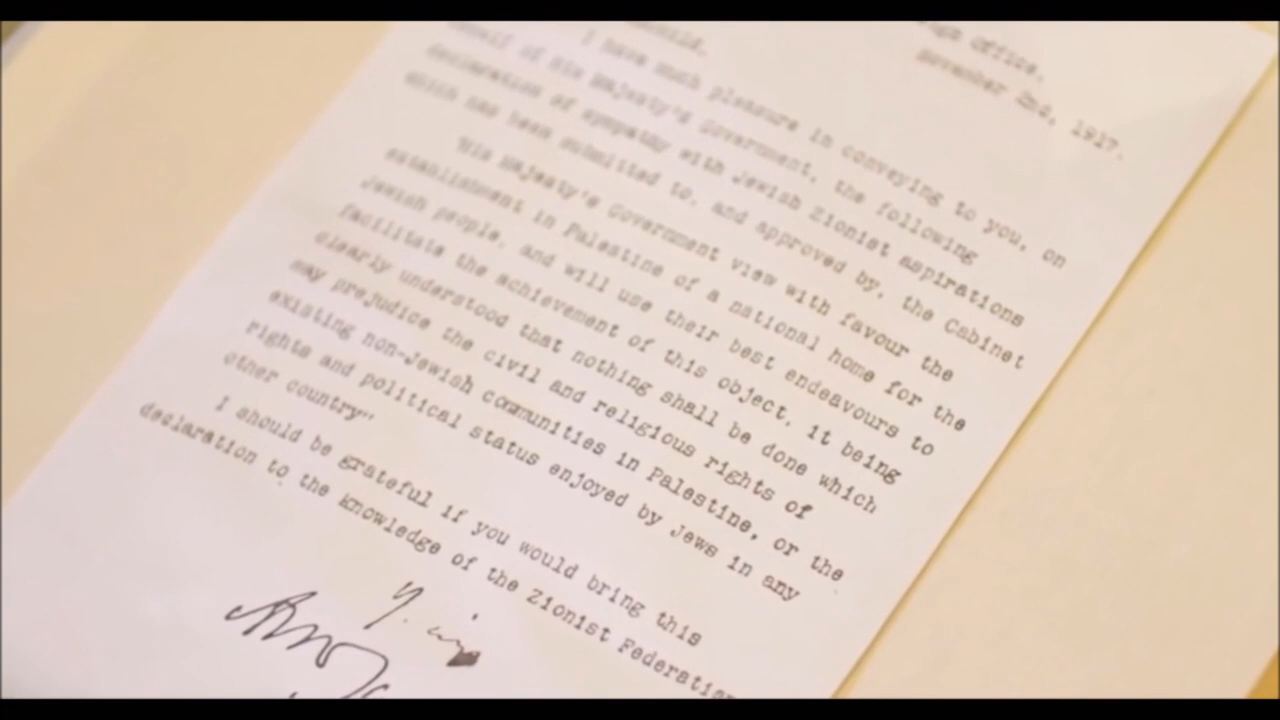 Office,
November 2nd, 1917.
I have much pleasure in conveying to you, on
behalf of His Majesty's Government, the following
declaration of sympathy with Jewish Zionist aspirations
which has been submitted to, and approved by, the Cabinet
"His Majesty's Government view with favour the
establishment in Palestine of a national home for the
Jewish people, and will use their best endeavours to
facilitate the achievement of this object, it being
clearly understood that nothing shall be done which
may prejudice the civil and religious rights of
existing non-Jewish communities in Palestine, or the
rights and political status enjoyed by Jews in any
other country"
I should be grateful if you would bring this
declaration to the knowledge of the Zionist Federation